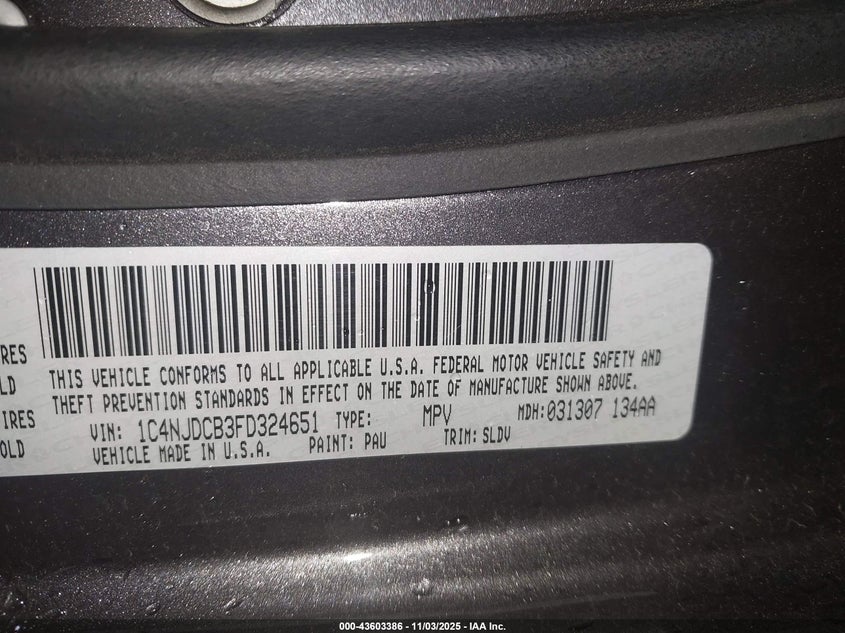 RES
OLD
IRES
OLD
THIS VEHICLE CONFORMS TO ALL APPLICABLE U.S.A. FEDERAL MOTOR VEHICLE SAFETY AND
THEFT PREVENTION STANDARDS IN EFFECT ON THE DATE OF MANUFACTURE SHOWN ABOVE.
VIN: 1C4NJDCB3FD324651 TYPE: MPV MDH:031307 134AA
VEHICLE MADE IN U.S.A. PAINT: PAU TRIM: SLDV
000-43603386 - 11/03/2025 - IAA Inc.